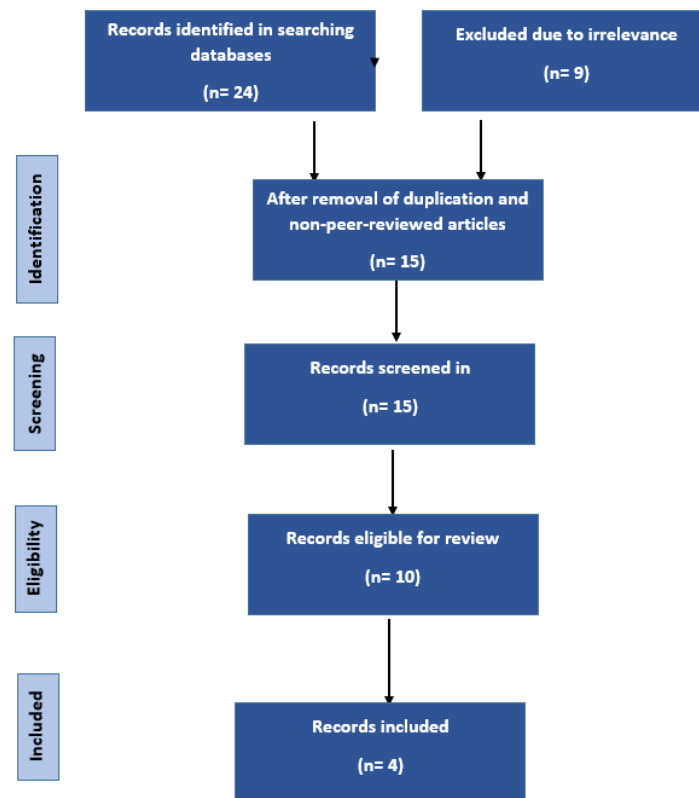 Records identified in searching
databases
(n= 24)
Excluded due to irrelevance
(n= 9)
Identification
After removal of duplication and
non-peer-reviewed articles
(n= 15)
Screening
Records screened in
(n= 15)
Eligibility
Records eligible for review
(n= 10)
Included
Records included
(n= 4)